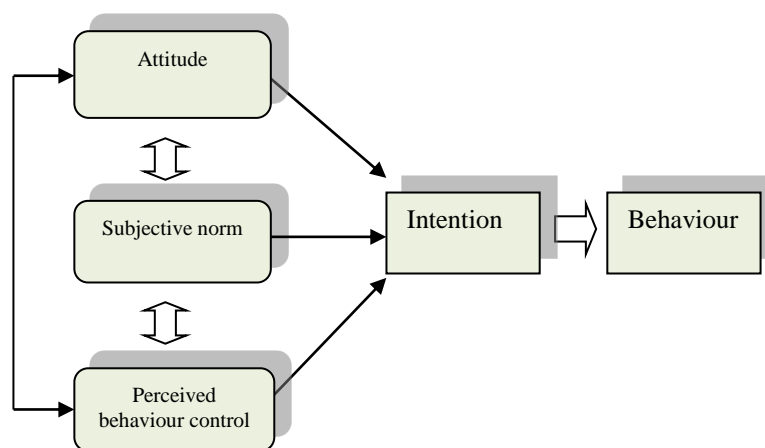 Attitude
Subjective norm
Intention
Behaviour
Perceived
behaviour control